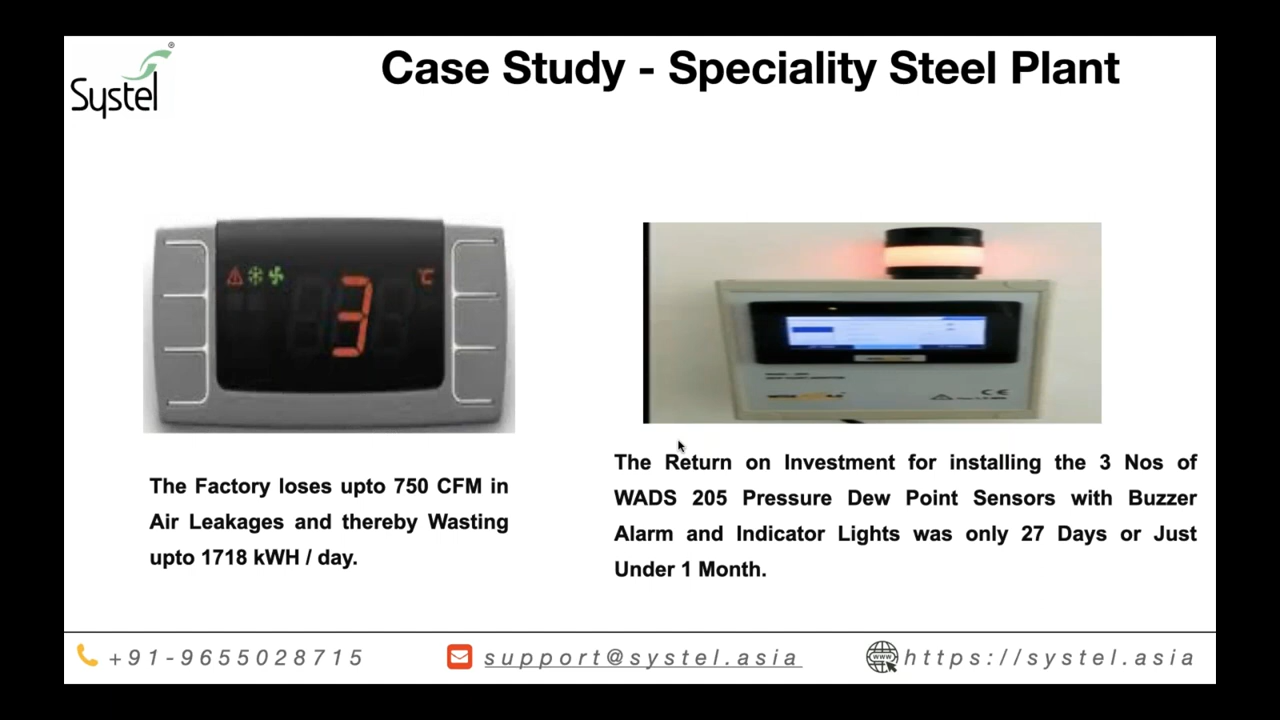 Systel
®
Case Study - Speciality Steel Plant
3
°C
CE
The Factory loses upto 750 CFM in
Air Leakages and thereby Wasting
upto 1718 kWH / day.
The Return on Investment for installing the 3 Nos of
WADS 205 Pressure Dew Point Sensors with Buzzer
Alarm and Indicator Lights was only 27 Days or Just
Under 1 Month.
+91-9655028715
support@systel.asia
WWW
https://systel.asia